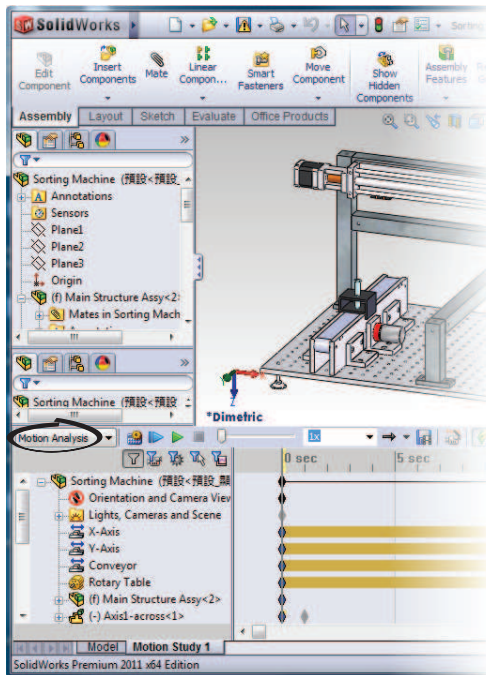 SolidWorks
Sorting
Edit Component
Insert Components
Mate
Linear Compon...
Smart Fasteners
Move Component
Show Hidden Components
Assembly Features
Assembly Layout Sketch Evaluate Office Products
Sorting Machine (預設<預設_
Annotations
Sensors
Plane1
Plane2
Plane3
Origin
(f) Main Structure Assy<2>
Mates in Sorting Mach
Sorting Machine (預設<預設
*Dimetric
Z
Motion Analysis
1x
0 sec 5 sec
Sorting Machine (預設<預設_顯
Orientation and Camera View
Lights, Cameras and Scene
X-Axis
Y-Axis
Conveyor
Rotary Table
(f) Main Structure Assy<2>
(-) Axis1-across<1>
Model Motion Study 1
SolidWorks Premium 2011 x64 Edition